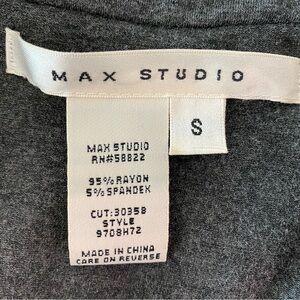 MAX STUDIO
S
MAX STUDIO
RN#58822
95% RAYON
5% SPANDEX
CUT:30358
STYLE
9708H72
MADE IN CHINA
CARE ON REVERSE